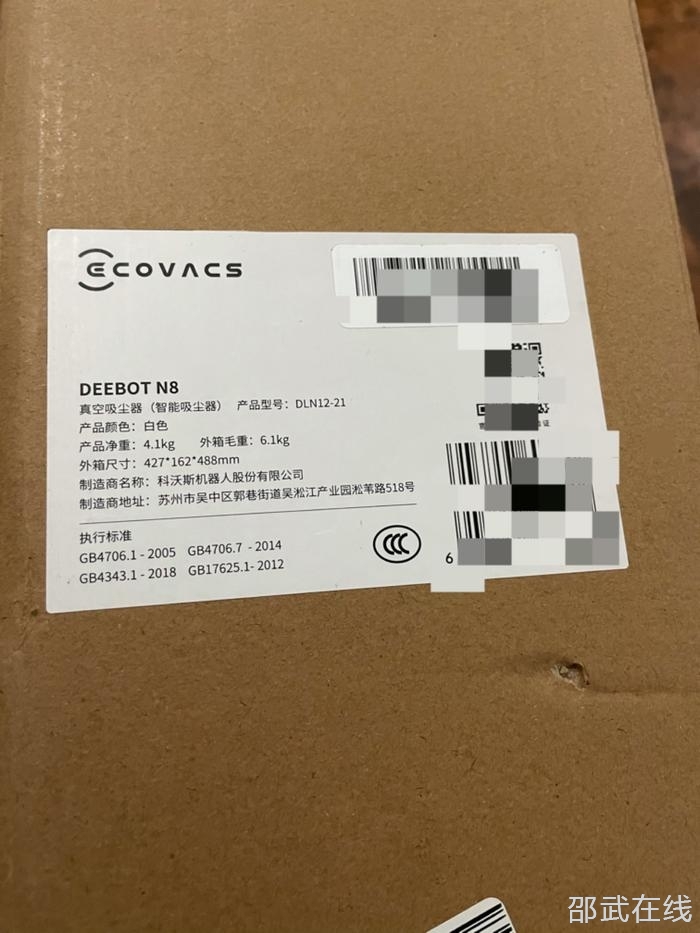 ECOVACS
DEEBOT N8
真空吸尘器（智能吸尘器） 产品型号：DLN12-21
产品颜色：白色
产品净重：4.1kg 外箱毛重：6.1kg
外箱尺寸：427*162*488mm
制造商名称：科沃斯机器人股份有限公司
制造商地址：苏州市吴中区郭巷街道吴淞江产业园淞苇路518号
执行标准
GB4706.1 - 2005 GB4706.7 - 2014
GB4343.1 - 2018 GB17625.1- 2012
CCC
6
邵武在线